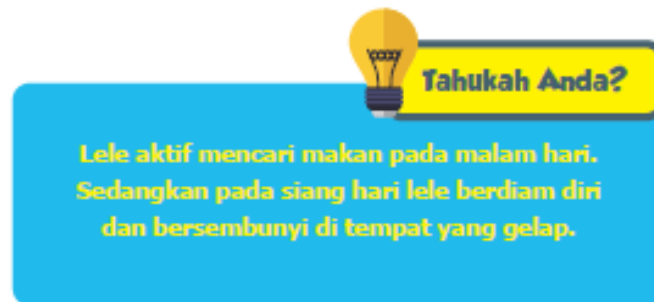 Tahukah Anda?
Lele aktif mencari makan pada malam hari.
Sedangkan pada siang hari lele berdiam diri
dan bersembunyi di tempat yang gelap.